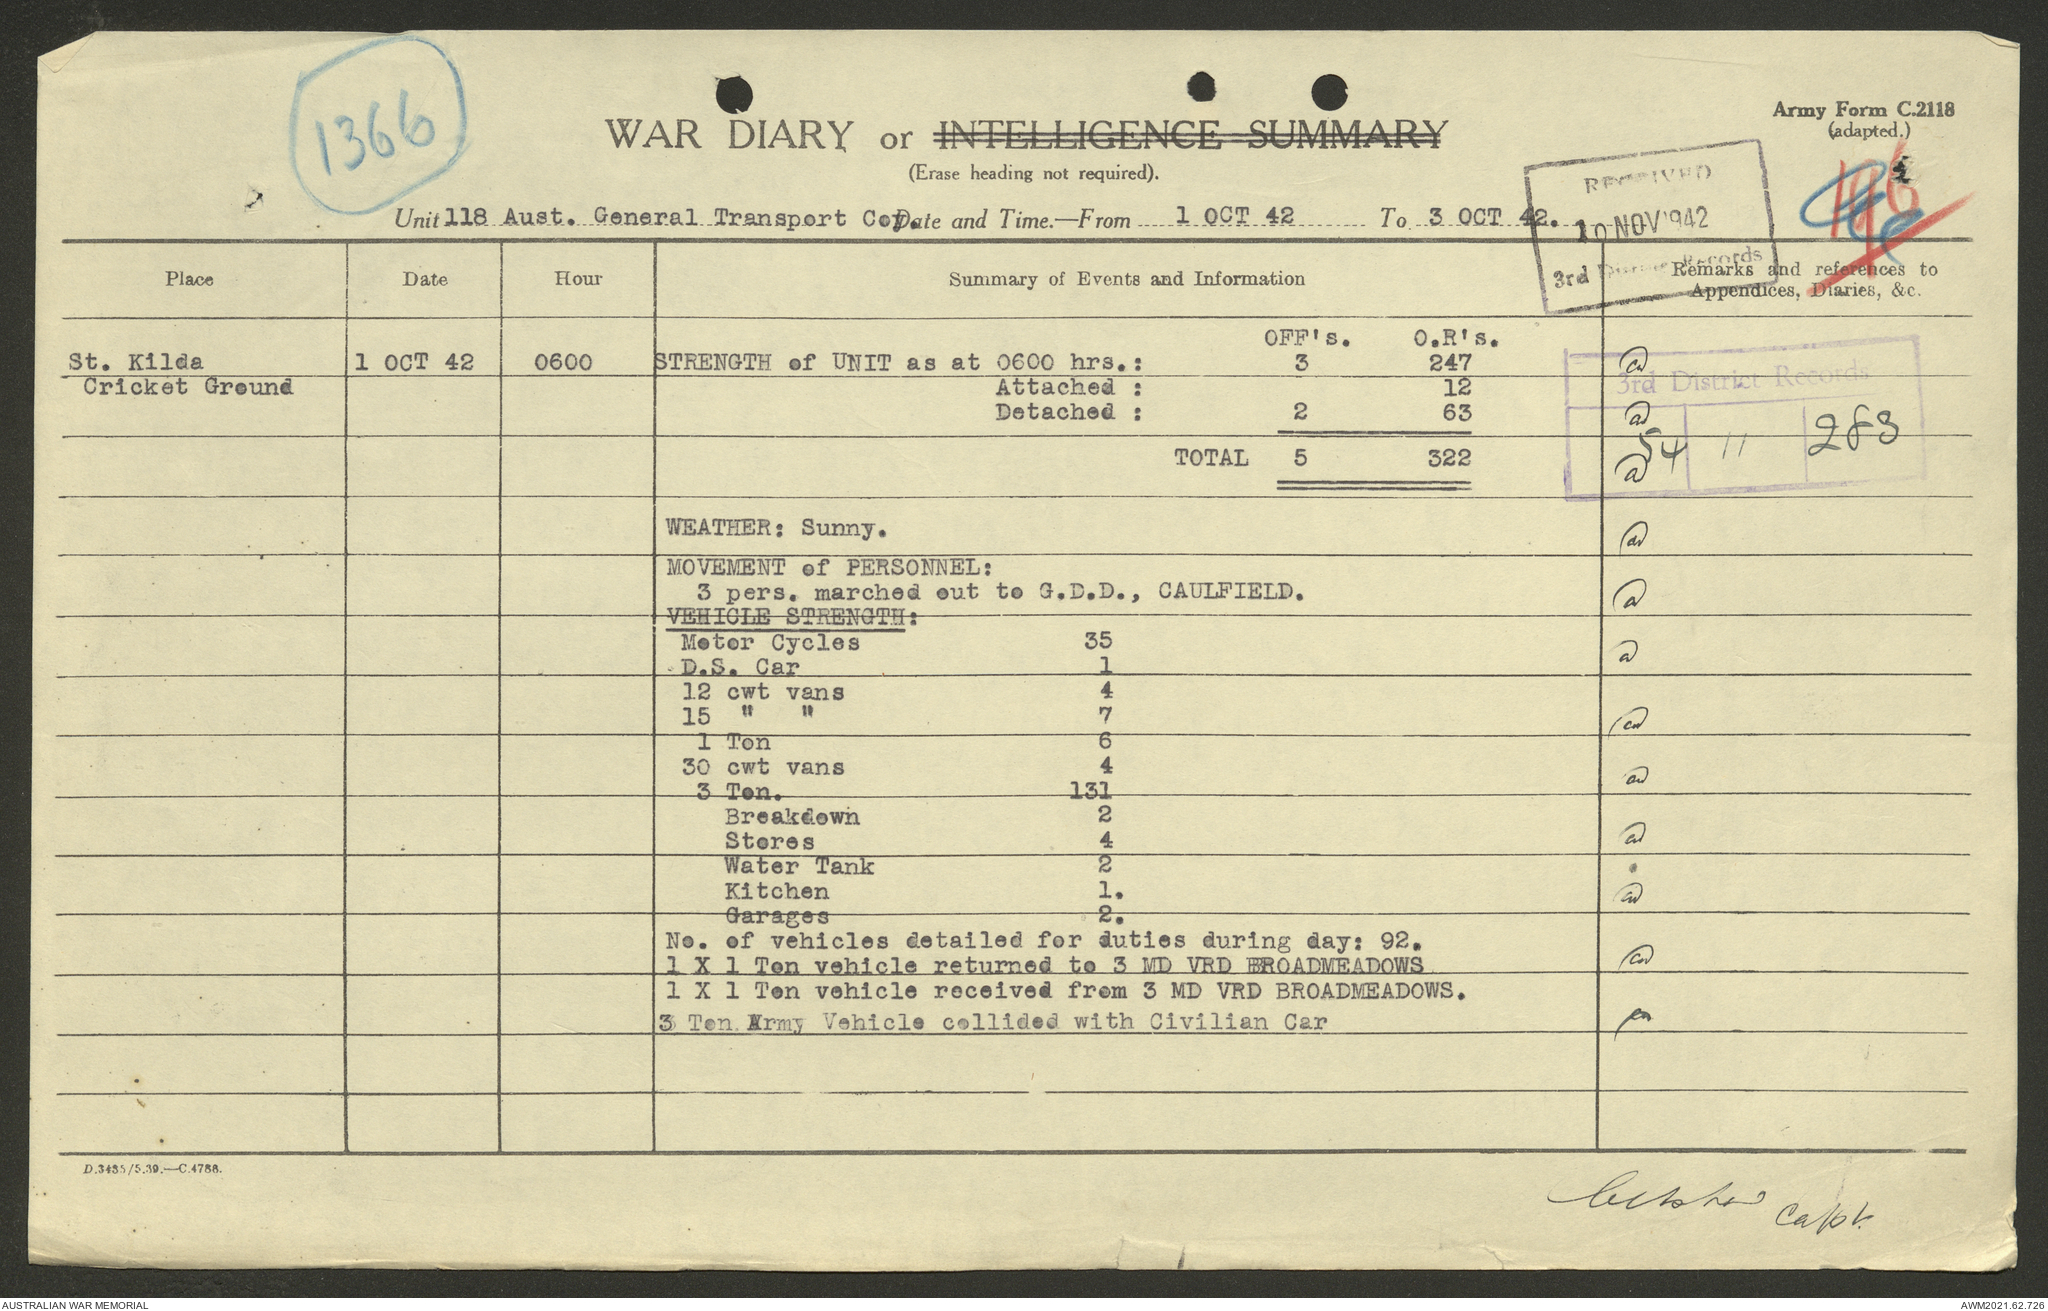 1366
WAR DIARY or INTELLIGENCE SUMMARY
(Erase heading not required).
Army Form C.2118
(adapted.)
RECEIVED
10 NOV 1942
3rd District Records
Unit 118 Aust. General Transport Coy. Date and Time.—From 1 OCT 42 To 3 OCT 42.
Place Date Hour Summary of Events and Information Remarks and references to
Appendices, Diaries, &c.
OFF's. O.R's.
St. Kilda 1 OCT 42 0600 STRENGTH of UNIT as at 0600 hrs.: 3 247
Cricket Ground Attached : 12
Detached : 2 63
3rd District Records
54 11 283
TOTAL 5 322
WEATHER: Sunny.
MOVEMENT of PERSONNEL:
3 pers. marched out to G.D.D., CAULFIELD.
VEHICLE STRENGTH:
Motor Cycles 35
D.S. Car 1
12 cwt vans 4
15 " " 7
1 Ton 6
30 cwt vans 4
3 Ton. 131
Breakdown 2
Stores 4
Water Tank 2
Kitchen 1.
Garages 2.
No. of vehicles detailed for duties during day: 92.
1 X 1 Ton vehicle returned to 3 MD VRD BROADMEADOWS
1 X 1 Ton vehicle received from 3 MD VRD BROADMEADOWS.
3 Ton Army Vehicle collided with Civilian Car
D.3435/5.39.—C.4788.
Capt.
AUSTRALIAN WAR MEMORIAL
AWM2021.62.726